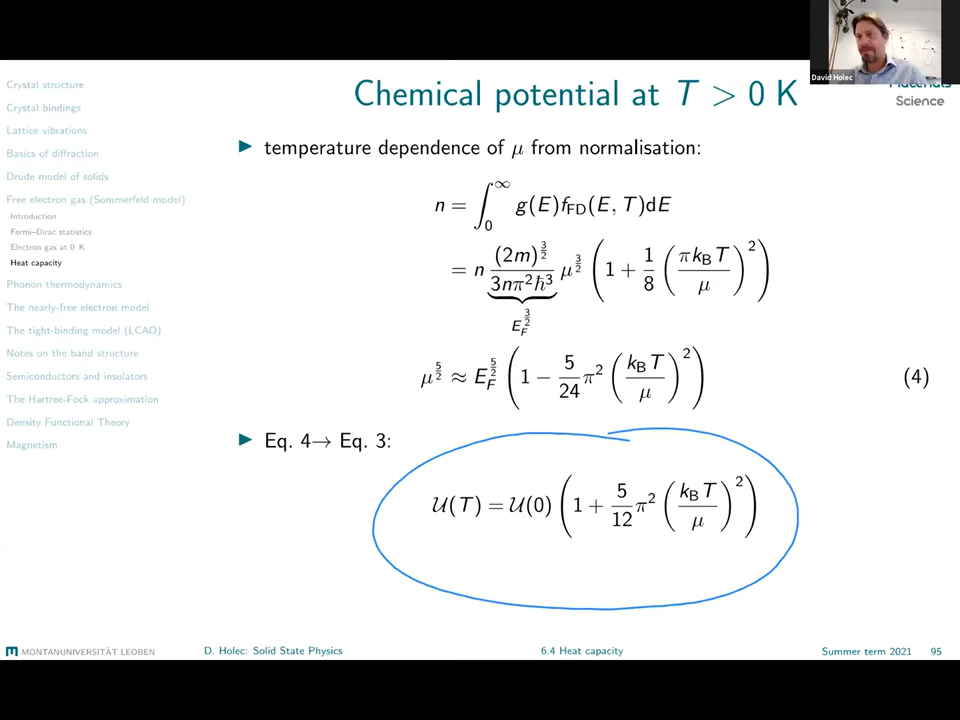 David Holec
Materials
Science
Chemical potential at T > 0 K
Crystal structure
Crystal bindings
Lattice vibrations
Basics of diffraction
Drude model of solids
Free electron gas (Sommerfeld model)
Introduction
Fermi–Dirac statistics
Electron gas at 0 K
Heat capacity
Phonon thermodynamics
The nearly-free electron model
The tight-binding model (LCAO)
Notes on the band structure
Semiconductors and insulators
The Hartree-Fock approximation
Density Functional Theory
Magnetism
▶ temperature dependence of μ from normalisation:
n = ∫₀^∞ g(E)f_FD(E, T)dE
= n (2m)^{3/2} / (3nπ²ℏ³) μ^{3/2} (1 + 1/8 (πk_B T / μ)²)
E_F^{3/2}
μ^{5/2} ≈ E_F^{5/2} (1 − 5/24 π² (k_B T / μ)²) (4)
▶ Eq. 4→ Eq. 3:
𝒰(T) = 𝒰(0) (1 + 5/12 π² (k_B T / μ)²)
MONTANUNIVERSITÄT LEOBEN
D. Holec: Solid State Physics
6.4 Heat capacity
Summer term 2021 95